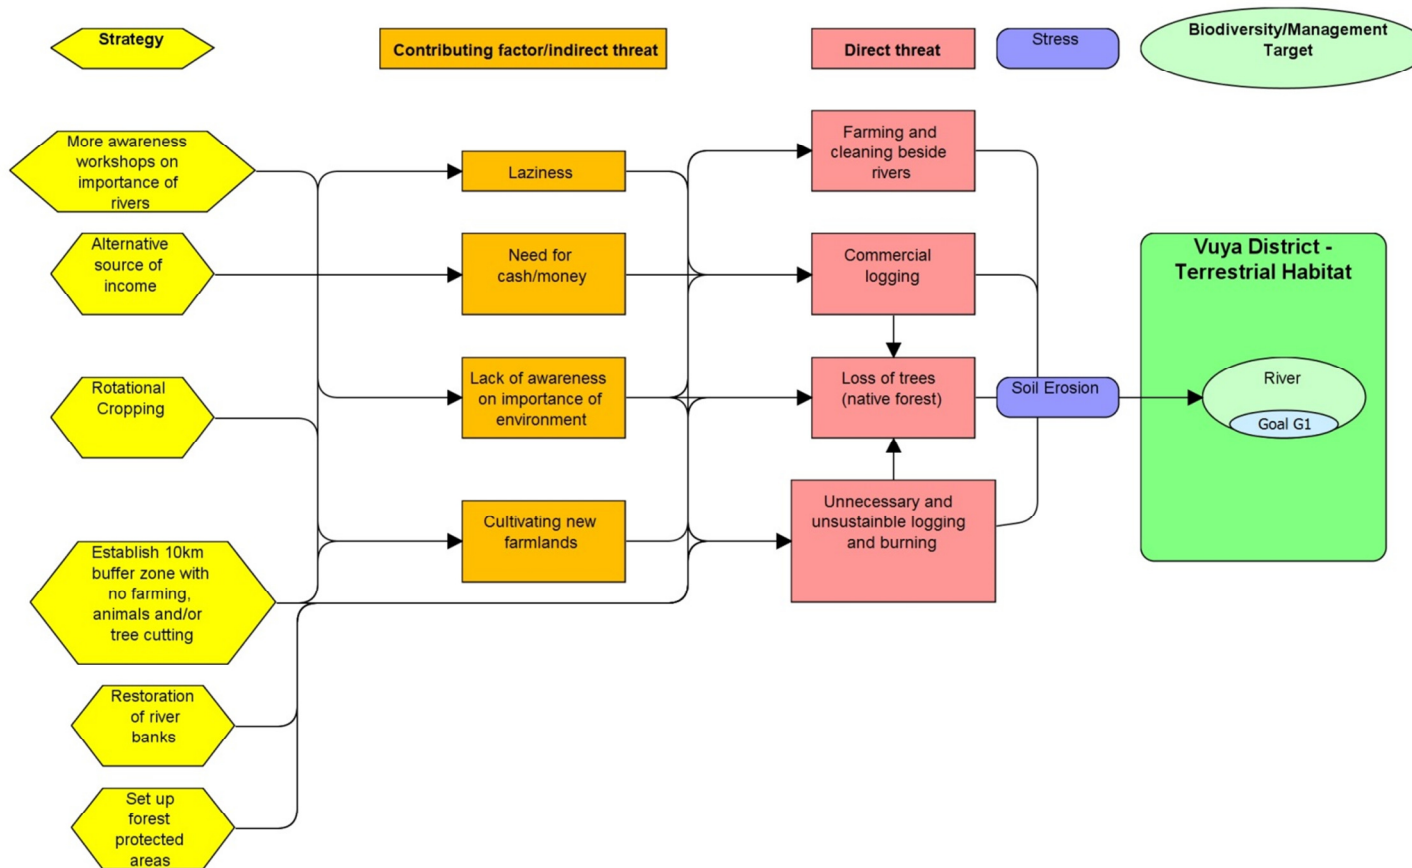 Strategy
Contributing factor/indirect threat
Direct threat
Stress
Biodiversity/Management
Target
More awareness
workshops on
importance of
rivers
Alternative
source of
income
Rotational
Cropping
Establish 10km
buffer zone with
no farming,
animals and/or
tree cutting
Restoration
of river
banks
Set up
forest
protected
areas
Laziness
Need for
cash/money
Lack of awareness
on importance of
environment
Cultivating new
farmlands
Farming and
cleaning beside
rivers
Commercial
logging
Loss of trees
(native forest)
Unnecessary and
unsustainble logging
and burning
Soil Erosion
Vuya District -
Terrestrial Habitat
River
Goal G1